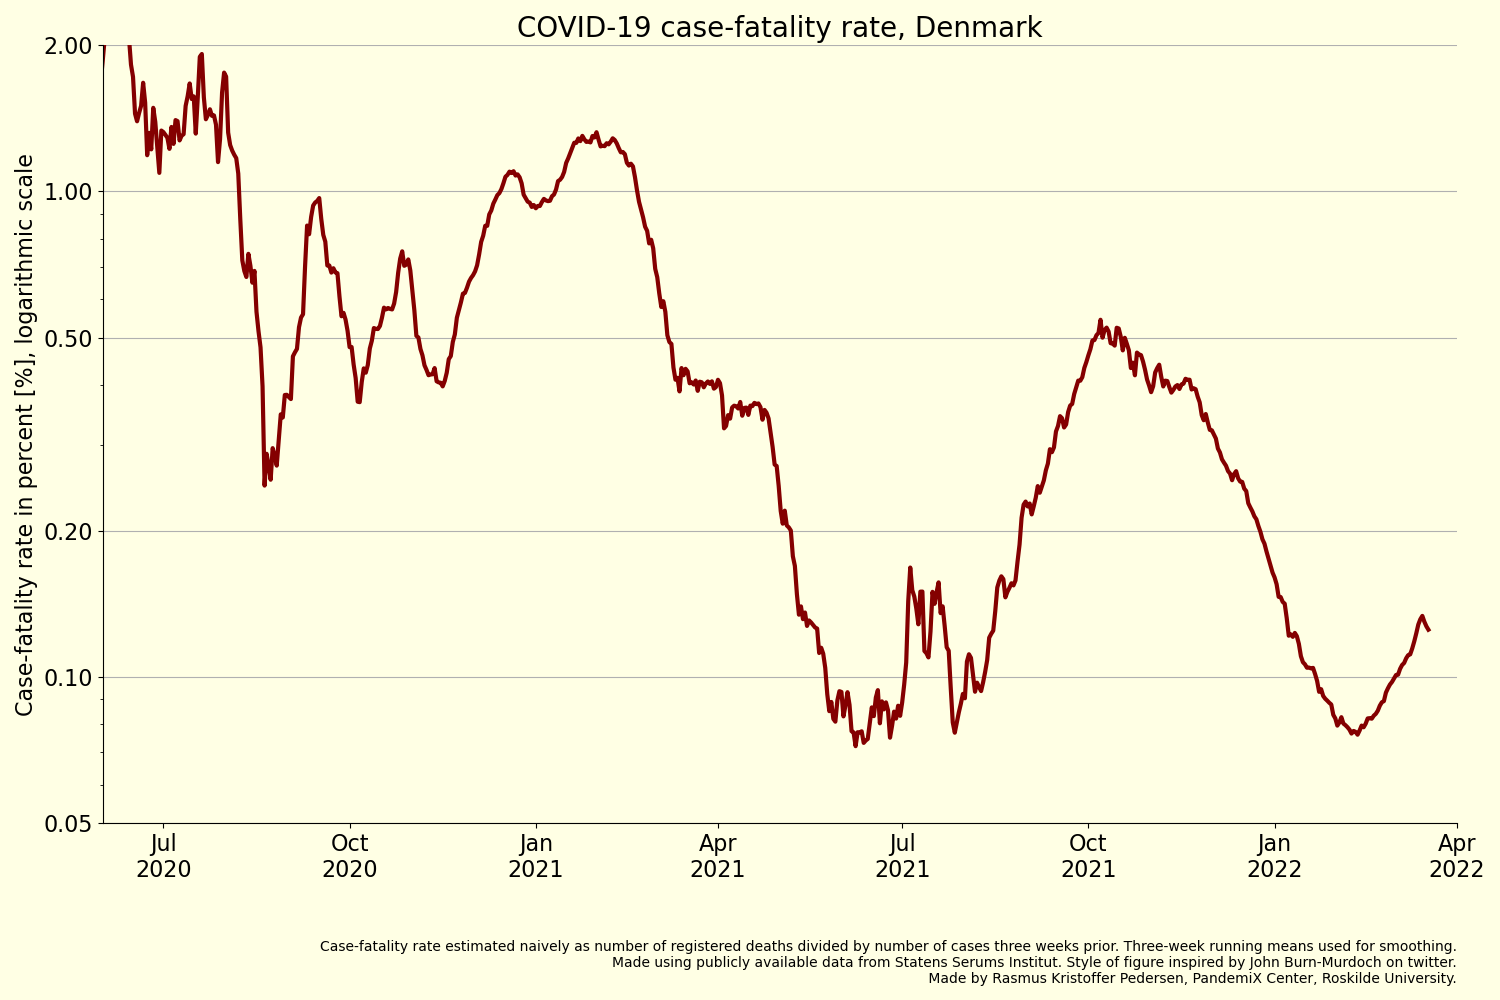 COVID-19 case-fatality rate, Denmark
Case-fatality rate in percent [%], logarithmic scale
2.00
1.00
0.50
0.20
0.10
0.05
Jul
2020
Oct
2020
Jan
2021
Apr
2021
Jul
2021
Oct
2021
Jan
2022
Apr
2022
Case-fatality rate estimated naively as number of registered deaths divided by number of cases three weeks prior. Three-week running means used for smoothing.
Made using publicly available data from Statens Serums Institut. Style of figure inspired by John Burn-Murdoch on twitter.
Made by Rasmus Kristoffer Pedersen, PandemiX Center, Roskilde University.